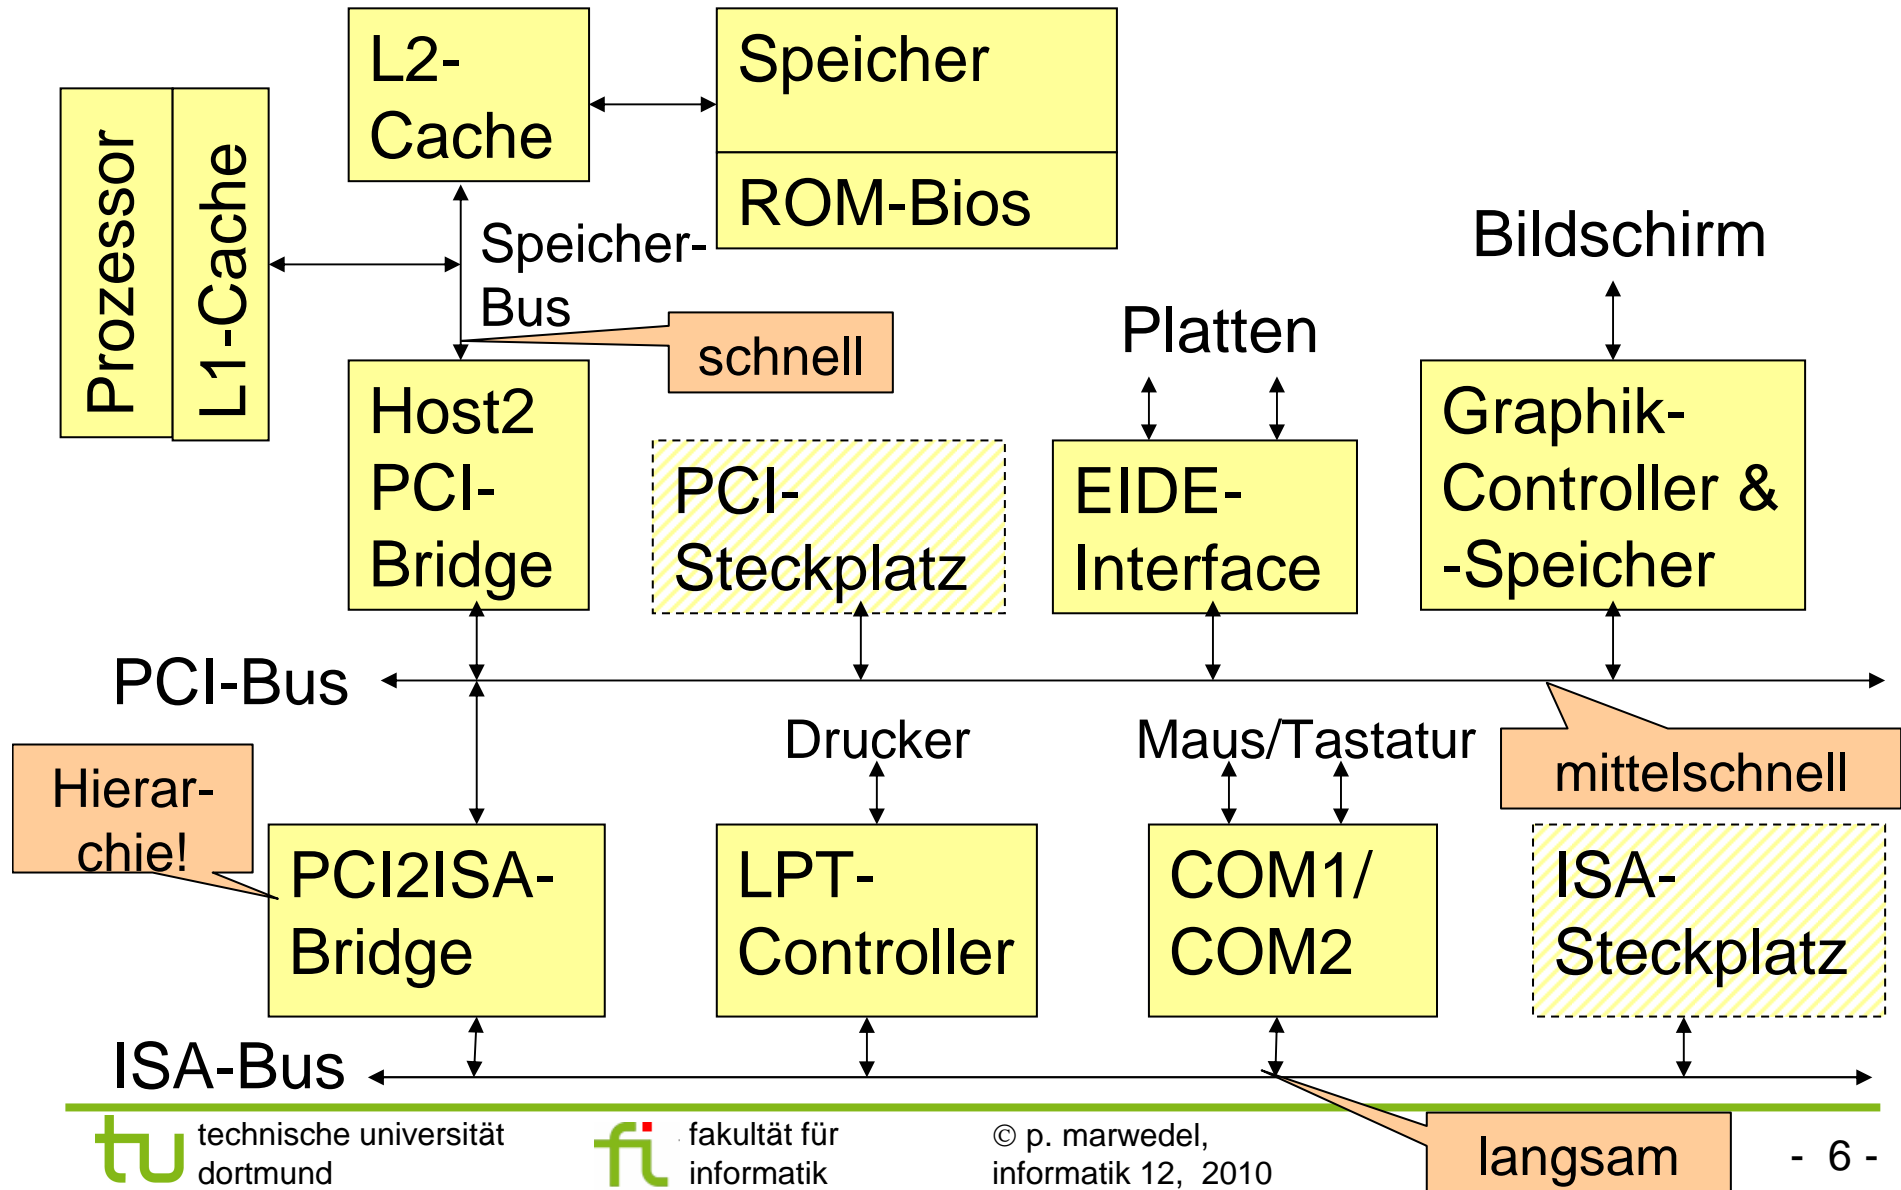 L2-
Cache
Speicher
ROM-Bios
Prozessor
L1-Cache
Speicher-
Bus
schnell
Bildschirm
Platten
Host2
PCI-
Bridge
PCI-
Steckplatz
EIDE-
Interface
Graphik-
Controller &
-Speicher
PCI-Bus
mittelschnell
Hierar-
chie!
Drucker
Maus/Tastatur
PCI2ISA-
Bridge
LPT-
Controller
COM1/
COM2
ISA-
Steckplatz
ISA-Bus
langsam
tu technische universität
dortmund
fi fakultät für
informatik
© p. marwedel,
informatik 12, 2010
- 6 -